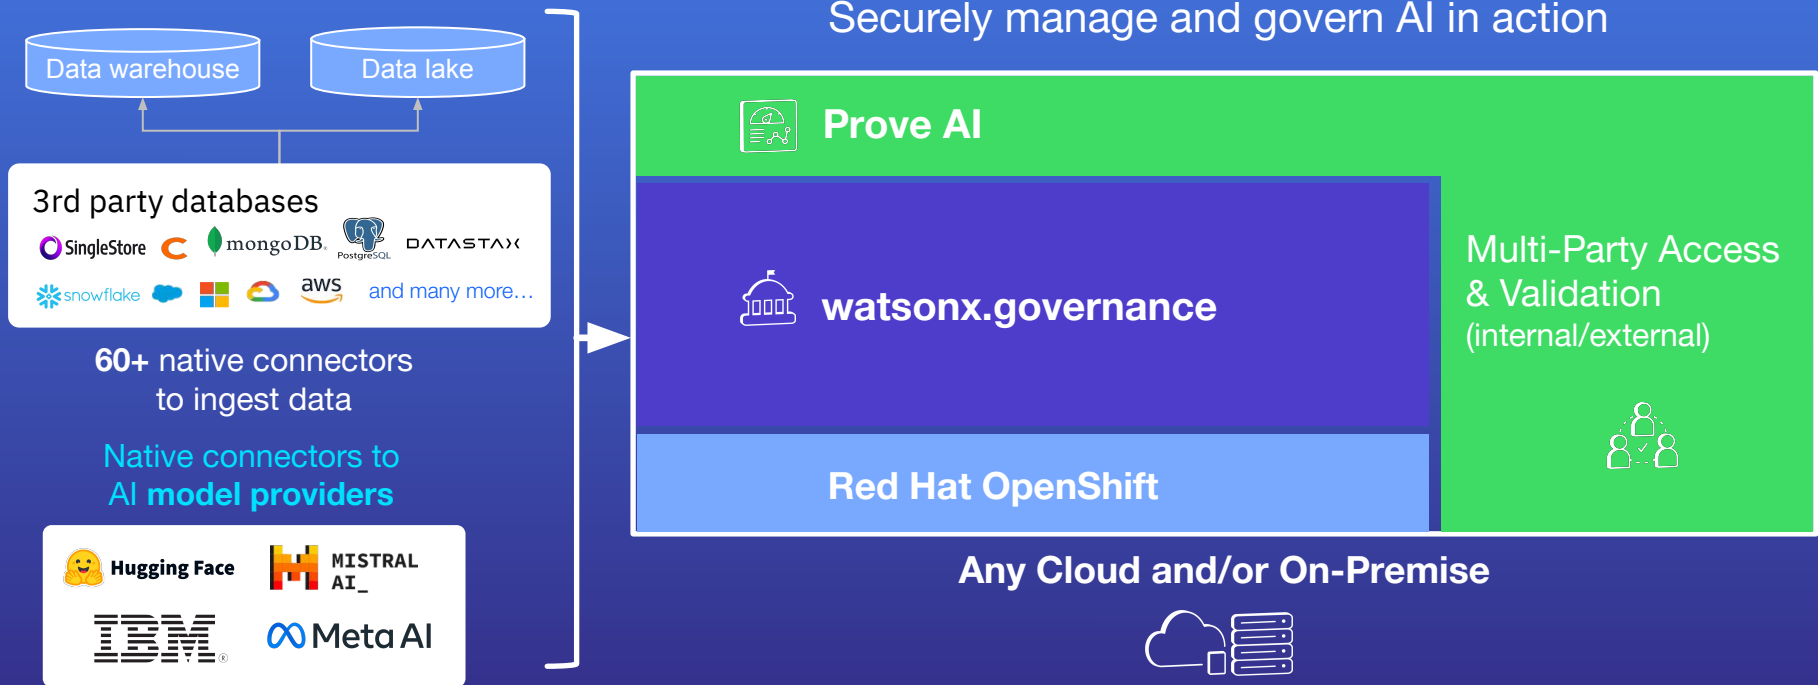 Securely manage and govern AI in action
Data warehouse
Data lake
3rd party databases
SingleStore
mongoDB.
PostgreSQL
DATASTAX
snowflake
aws
and many more...
60+ native connectors
to ingest data
Native connectors to
AI model providers
Hugging Face
MISTRAL
AI_
IBM®
Meta AI
Prove AI
watsonx.governance
Red Hat OpenShift
Multi-Party Access
& Validation
(internal/external)
Any Cloud and/or On-Premise